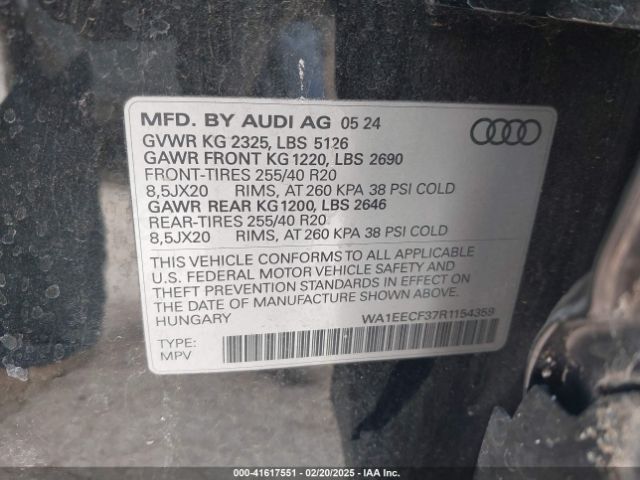 MFD. BY AUDI AG 05 24
GVWR KG 2325, LBS 5126
GAWR FRONT KG 1220, LBS 2690
FRONT-TIRES 255/40 R20
8,5JX20 RIMS, AT 260 KPA 38 PSI COLD
GAWR REAR KG1200, LBS 2646
REAR-TIRES 255/40 R20
8,5JX20 RIMS, AT 260 KPA 38 PSI COLD
THIS VEHICLE CONFORMS TO ALL APPLICABLE
U.S. FEDERAL MOTOR VEHICLE SAFETY AND
THEFT PREVENTION STANDARDS IN EFFECT ON
THE DATE OF MANUFACTURE SHOWN ABOVE.
HUNGARY
WA1EECF37R1154359
TYPE:
MPV
000-41617551 - 02/20/2025 - IAA Inc.